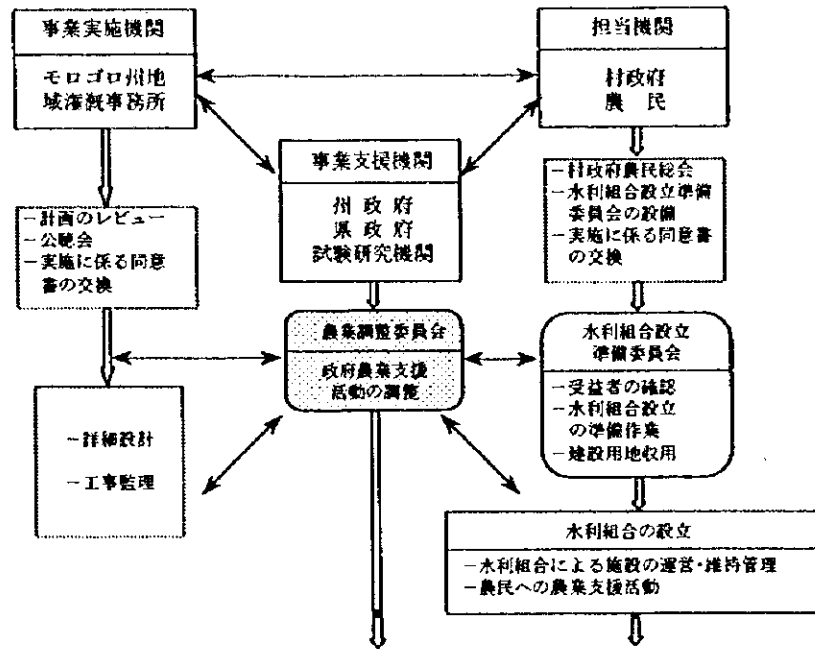 事業実施機関
モロゴロ州地
域潅漑事務所
担当機関
村政府
農民
事業支援機関
州政府
県政府
試験研究機関
－計画のレビュー
－公聴会
－実施に係る同意
書の交換
－村政府農民総会
－水利組合設立準備
委員会の設備
－実施に係る同意書
の交換
農業調整委員会
政府農業支援
活動の調整
水利組合設立
準備委員会
－受益者の確認
－水利組合設立
の準備作業
－建設用地収用
－詳細設計
－工事監理
水利組合の設立
－水利組合による施設の運営・維持管理
－農民への農業支援活動